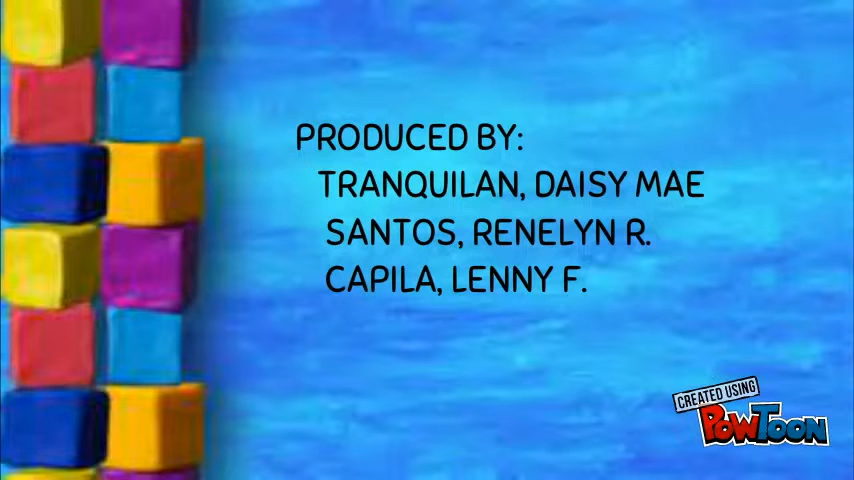 PRODUCED BY:
TRANQUILAN, DAISY MAE
SANTOS, RENELYN R.
CAPILA, LENNY F.
CREATED USING
POWTOON